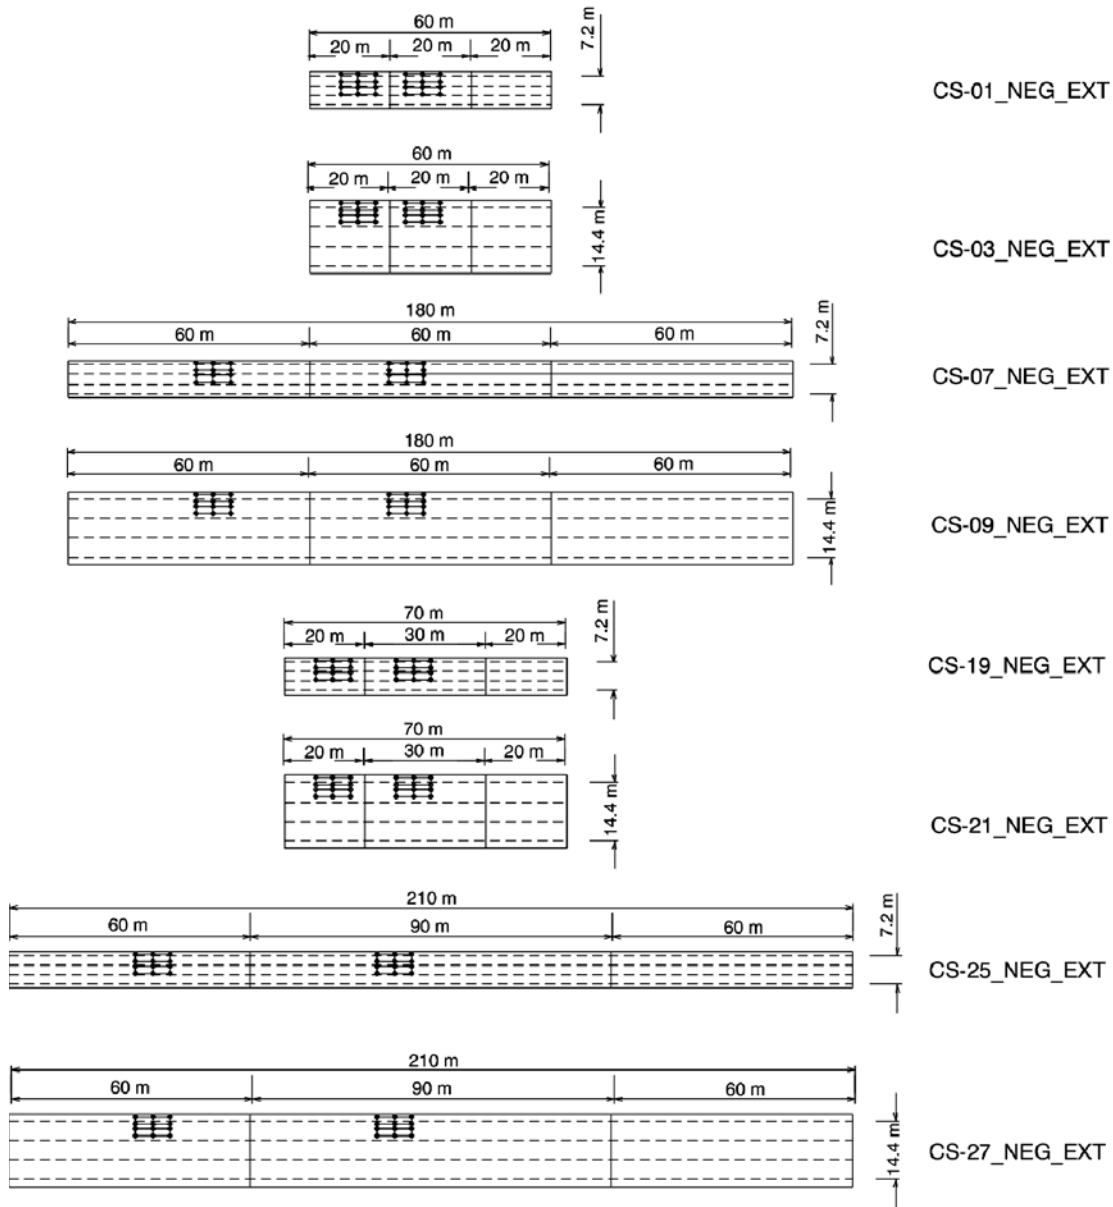 60 m
20 m 20 m 20 m
7.2 m
CS-01_NEG_EXT
60 m
20 m 20 m 20 m
14.4 m
CS-03_NEG_EXT
180 m
60 m 60 m 60 m
7.2 m
CS-07_NEG_EXT
180 m
60 m 60 m 60 m
14.4 m
CS-09_NEG_EXT
70 m
20 m 30 m 20 m
7.2 m
CS-19_NEG_EXT
70 m
20 m 30 m 20 m
14.4 m
CS-21_NEG_EXT
210 m
60 m 90 m 60 m
7.2 m
CS-25_NEG_EXT
210 m
60 m 90 m 60 m
14.4 m
CS-27_NEG_EXT